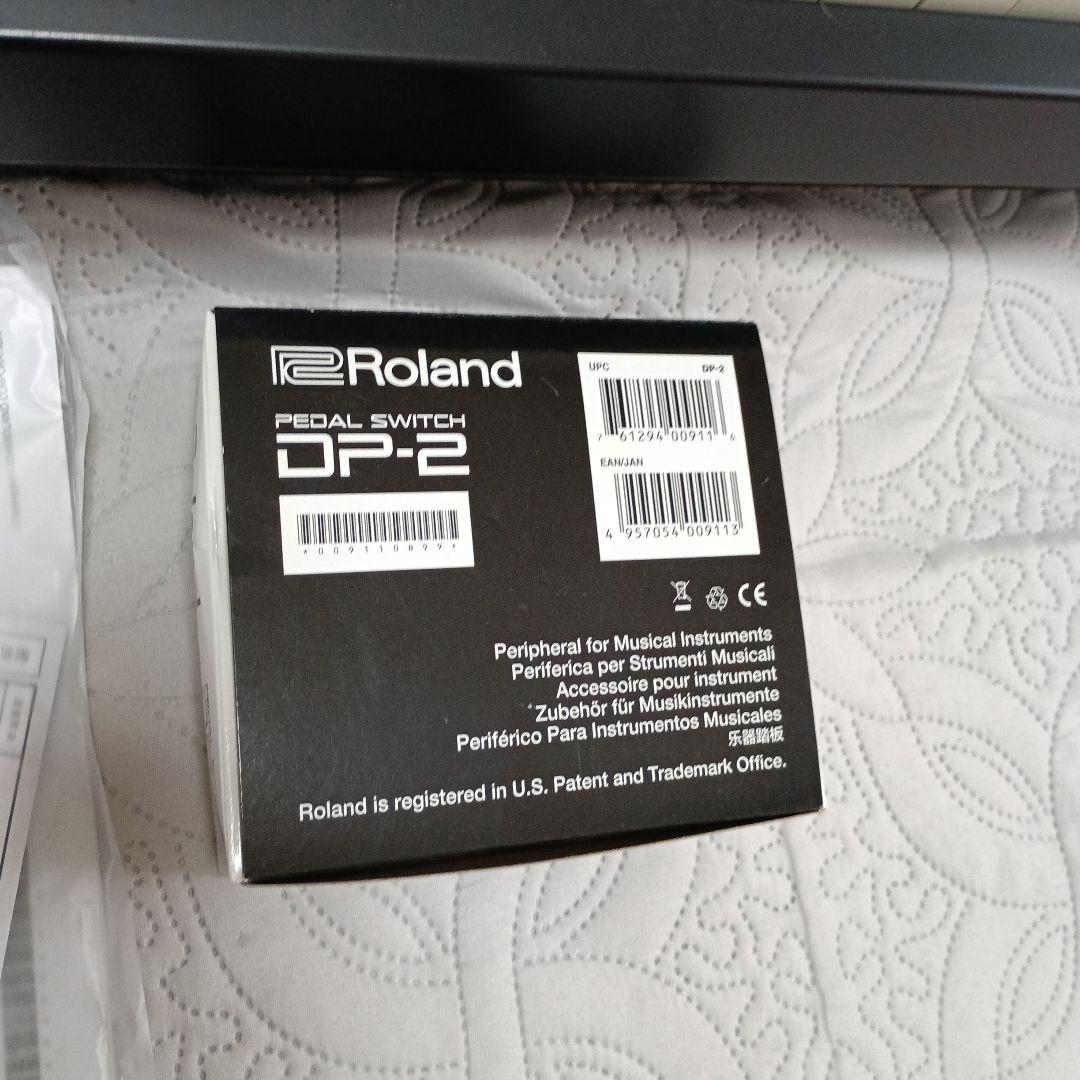 Roland
PEDAL SWITCH
DP-2
*009110899*
UPC DP-2
7 61294 00911 6
EAN/JAN
4 957054 009113
CE
Peripheral for Musical Instruments
Periferica per Strumenti Musicali
Accessoire pour instrument
Zubehör für Musikinstrumente
Periférico Para Instrumentos Musicales
乐器踏板
Roland is registered in U.S. Patent and Trademark Office.